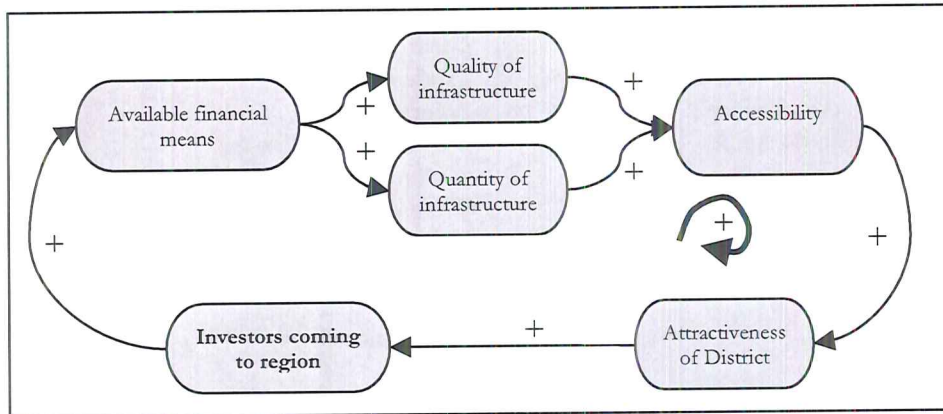 Quality of
infrastructure
+
Available financial
means
+
+
Quantity of
infrastructure
+
+
Accessibility
+
+
+
Attractiveness
of District
+
Investors coming
to region